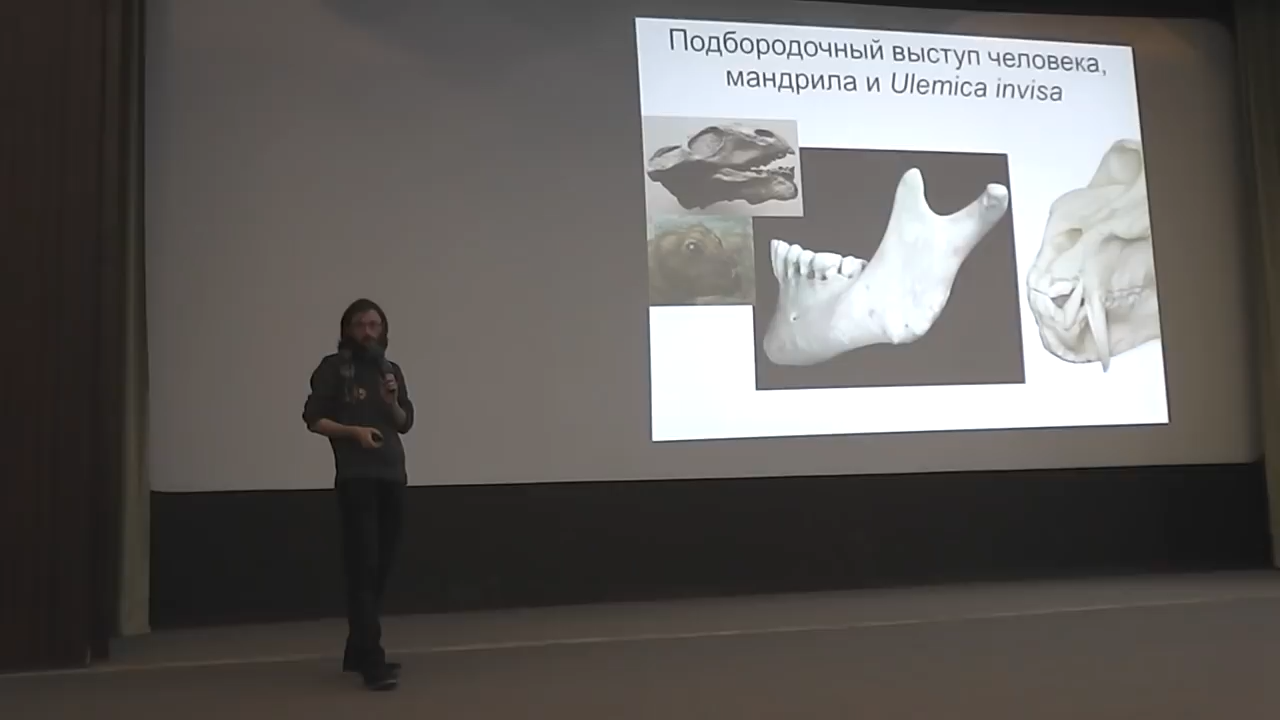 Подбородочный выступ человека,
мандрила и Ulemica invisa